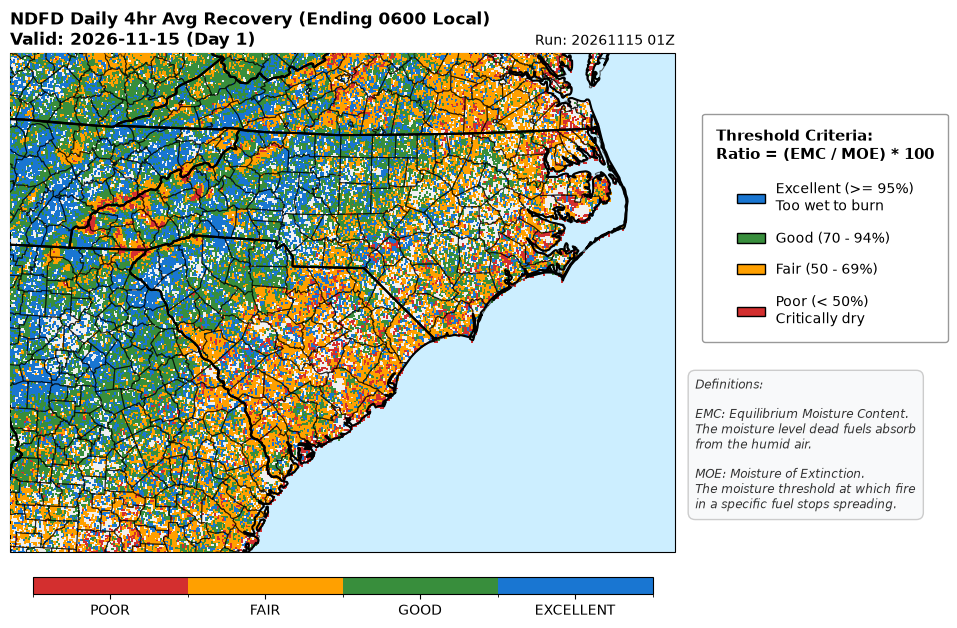 NDFD Daily 4hr Avg Recovery (Ending 0600 Local)
Valid: 2026-11-15 (Day 1)
Run: 20261115 01Z
Threshold Criteria:
Ratio = (EMC / MOE) * 100
Excellent (>= 95%)
Too wet to burn
Good (70 - 94%)
Fair (50 - 69%)
Poor (< 50%)
Critically dry
Definitions:
EMC: Equilibrium Moisture Content.
The moisture level dead fuels absorb
from the humid air.
MOE: Moisture of Extinction.
The moisture threshold at which fire
in a specific fuel stops spreading.
POOR FAIR GOOD EXCELLENT